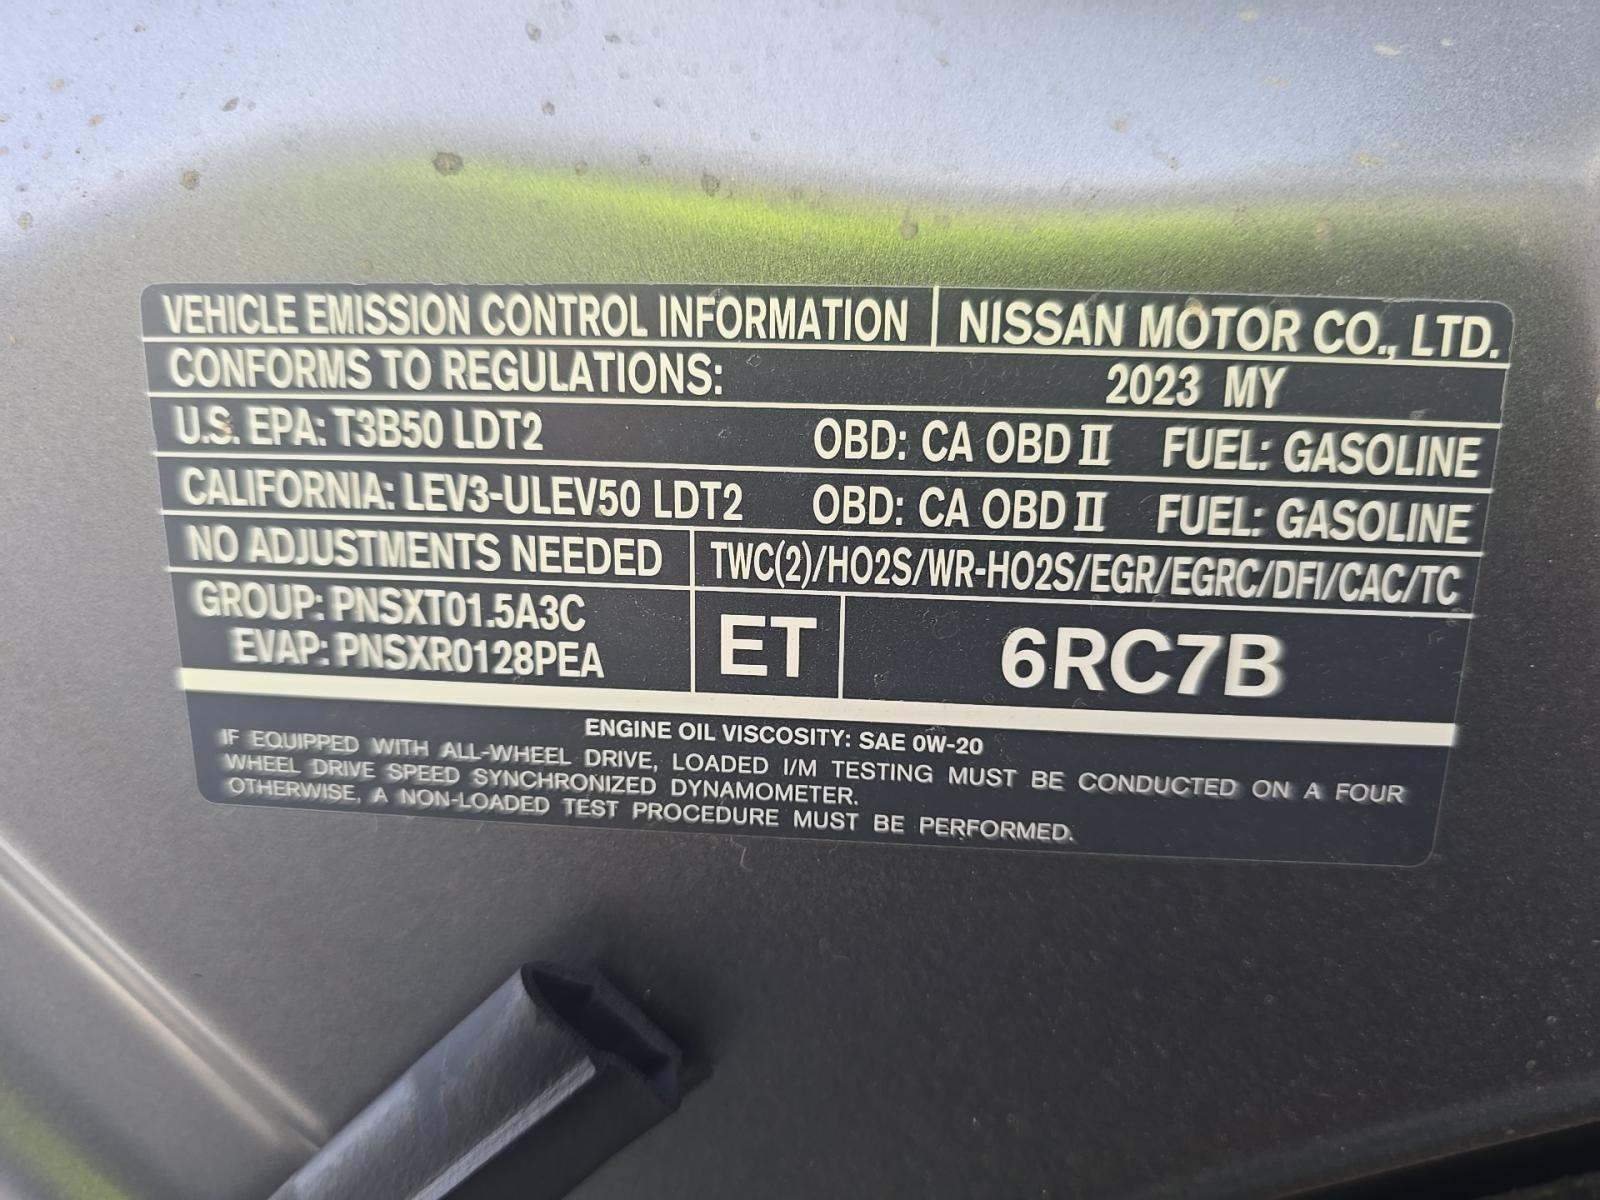 VEHICLE EMISSION CONTROL INFORMATION NISSAN MOTOR CO., LTD.
CONFORMS TO REGULATIONS: 2023 MY
U.S. EPA: T3B50 LDT2 OBD: CA OBD II FUEL: GASOLINE
CALIFORNIA: LEV3-ULEV50 LDT2 OBD: CA OBD II FUEL: GASOLINE
NO ADJUSTMENTS NEEDED TWC(2)/HO2S/WR-HO2S/EGR/EGRC/DFI/CAC/TC
GROUP: PNSXT01.5A3C
EVAP: PNSXR0128PEA
ET
6RC7B
ENGINE OIL VISCOSITY: SAE 0W-20
IF EQUIPPED WITH ALL-WHEEL DRIVE, LOADED I/M TESTING MUST BE CONDUCTED ON A FOUR
WHEEL DRIVE SPEED SYNCHRONIZED DYNAMOMETER.
OTHERWISE, A NON-LOADED TEST PROCEDURE MUST BE PERFORMED.